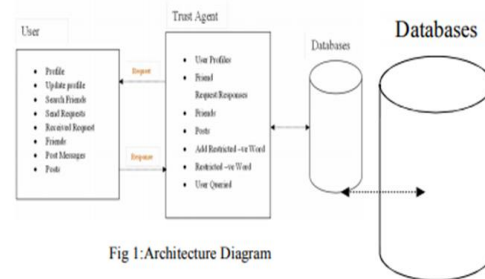 User
• Profile
• Update profile
• Search Friends
• Send Requests
• Received Request
• Friends
• Post Messages
• Posts
Request
Response
Trust Agent
• User Profiles
• Friend
Request Responses
• Friends
• Posts
• Add Restricted –ve Word
• Restricted –ve Word
• User Queried
Databases
Databases
Fig 1:Architecture Diagram